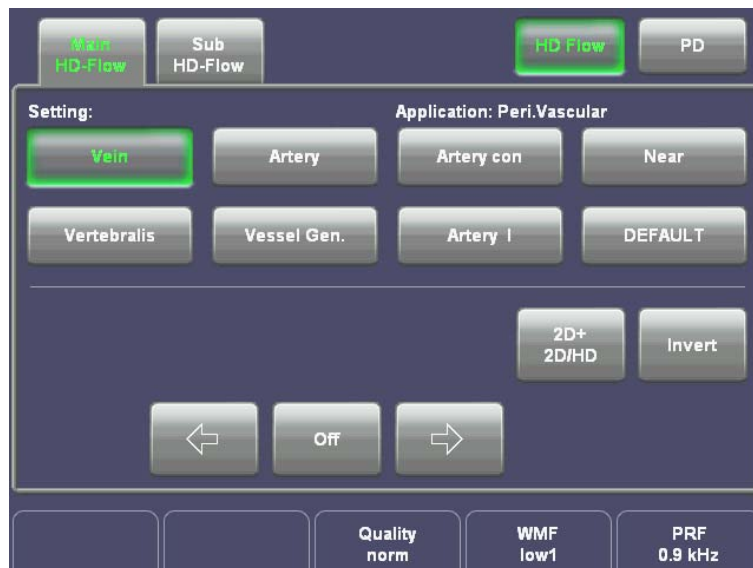 Main
HD-Flow
Sub
HD-Flow
HD Flow
PD
Setting:
Application: Peri.Vascular
Vein
Artery
Artery con
Near
Vertebralis
Vessel Gen.
Artery I
DEFAULT
2D+
2D/HD
Invert
Off
Quality
norm
WMF
low1
PRF
0.9 kHz